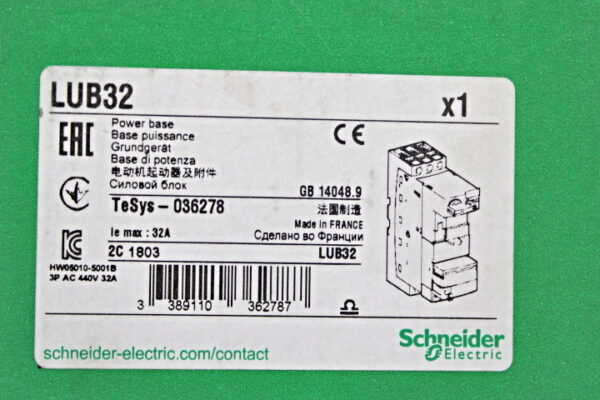 LUB32
x1
EAC
Power base
Base puissance
Grundgerät
Base di potenza
电动机起动器及附件
Силовой блок
CE
GB 14048.9
TeSys - 036278
法国制造
Made in FRANCE
Ie max : 32A
Сделано во Франции
2C 1803
LUB32
HW05010-5001B
3P AC 440V 32A
3 389110 362787
Schneider
Electric
schneider-electric.com/contact